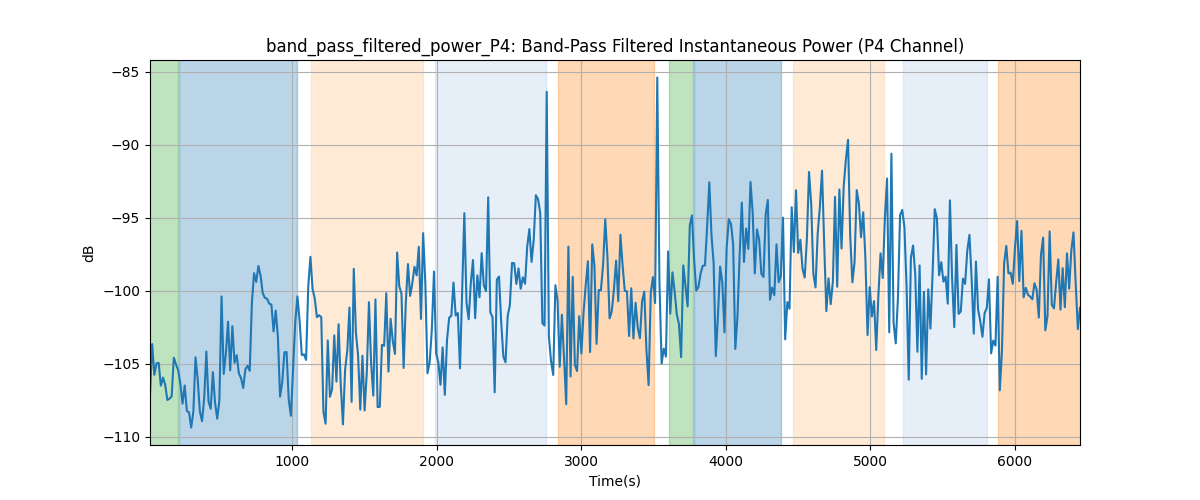 band_pass_filtered_power_P4: Band-Pass Filtered Instantaneous Power (P4 Channel)
−85
−90
−95
−100
−105
−110
dB
1000 2000 3000 4000 5000 6000
Time(s)